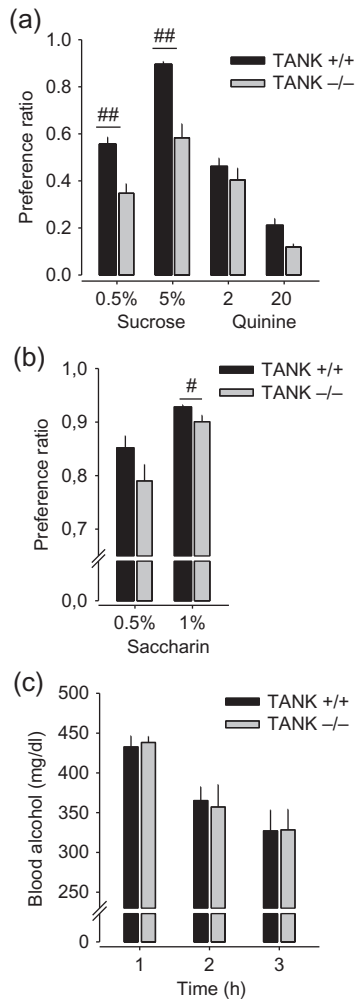 (a)
1.0
0.8
0.6
0.4
0.2
0.0
Preference ratio
##
##
TANK +/+
TANK –/–
0.5% 5% 2 20
Sucrose Quinine
(b)
1,0
0,9
0,8
0,7
0,0
Preference ratio
#
TANK +/+
TANK –/–
0.5% 1%
Saccharin
(c)
500
450
400
350
300
250
0
Blood alcohol (mg/dl)
TANK +/+
TANK –/–
1 2 3
Time (h)